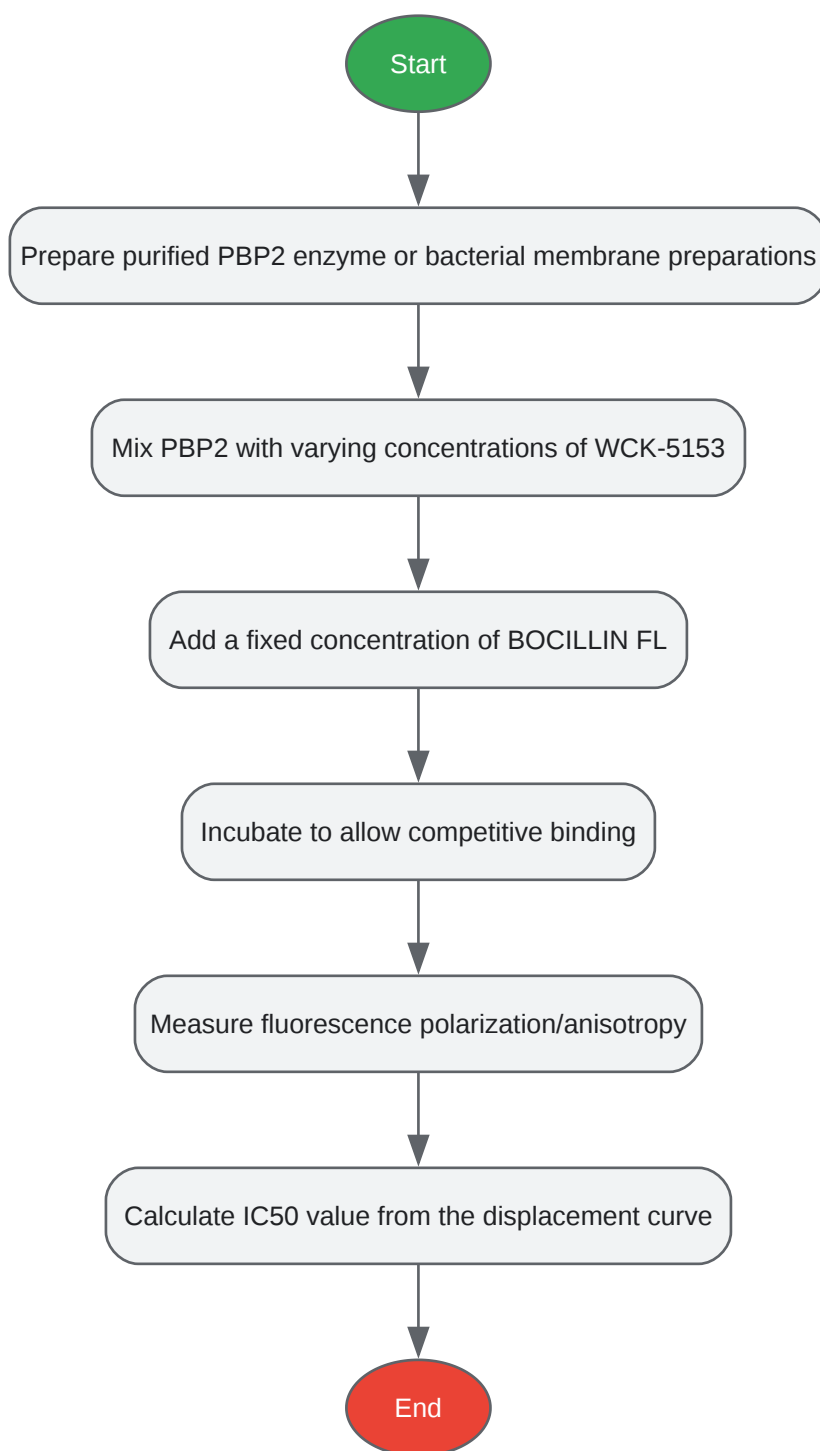 Start
Prepare purified PBP2 enzyme or bacterial membrane preparations
Mix PBP2 with varying concentrations of WCK-5153
Add a fixed concentration of BOCILLIN FL
Incubate to allow competitive binding
Measure fluorescence polarization/anisotropy
Calculate IC50 value from the displacement curve
End